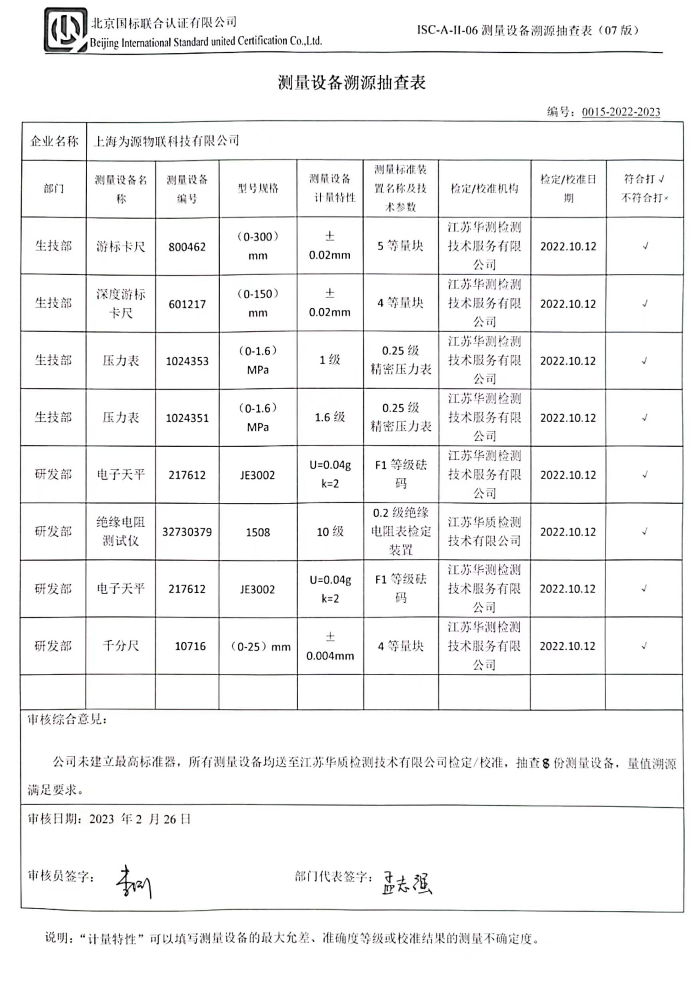 北京国标联合认证有限公司
Beijing International Standard united Certification Co.,Ltd.
ISC-A-II-06 测量设备溯源抽查表（07 版）
测量设备溯源抽查表
编号：0015-2022-2023
企业名称 上海为源物联科技有限公司
部门 测量设备名称 测量设备编号 型号规格 测量设备计量特性 测量标准装置名称及技术参数 检定/校准机构 检定/校准日期 符合打√不符合打×
生技部 游标卡尺 800462 （0-300）mm ±0.02mm 5 等量块 江苏华测检测技术服务有限公司 2022.10.12 √
生技部 深度游标卡尺 601217 （0-150）mm ±0.02mm 4 等量块 江苏华测检测技术服务有限公司 2022.10.12 √
生技部 压力表 1024353 （0-1.6）MPa 1 级 0.25 级精密压力表 江苏华测检测技术服务有限公司 2022.10.12 √
生技部 压力表 1024351 （0-1.6）MPa 1.6 级 0.25 级精密压力表 江苏华测检测技术服务有限公司 2022.10.12 √
研发部 电子天平 217612 JE3002 U=0.04g k=2 F1 等级砝码 江苏华测检测技术服务有限公司 2022.10.12 √
研发部 绝缘电阻测试仪 32730379 1508 10 级 0.2 级绝缘电阻表检定装置 江苏华质检测技术有限公司 2022.10.12 √
研发部 电子天平 217612 JE3002 U=0.04g k=2 F1 等级砝码 江苏华测检测技术服务有限公司 2022.10.12 √
研发部 千分尺 10716 （0-25）mm ±0.004mm 4 等量块 江苏华测检测技术服务有限公司 2022.10.12 √
审核综合意见：
公司未建立最高标准器，所有测量设备均送至江苏华质检测技术有限公司检定/校准，抽查 8 份测量设备，量值溯源
满足要求。
审核日期：2023 年 2 月 26 日
审核员签字： 部门代表签字：孟志强
说明：“计量特性”可以填写测量设备的最大允差、准确度等级或校准结果的测量不确定度。